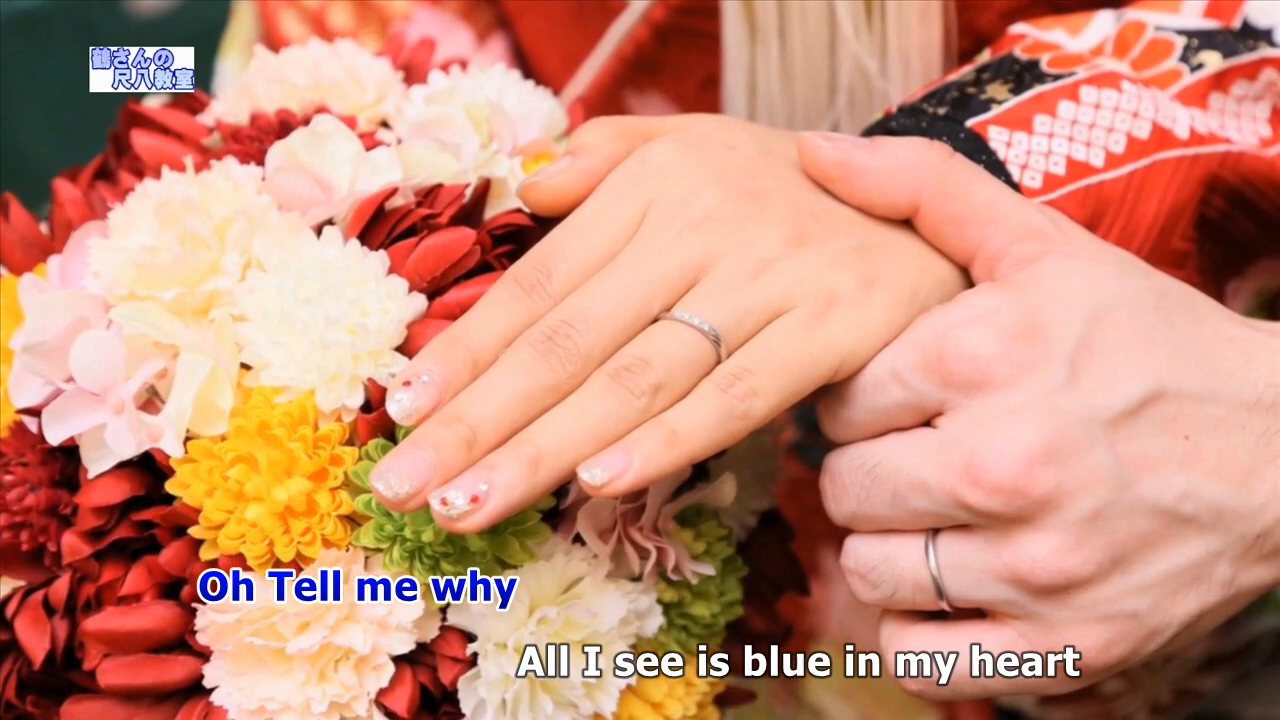 鶴さんの
尺八教室
Oh Tell me why
All I see is blue in my heart